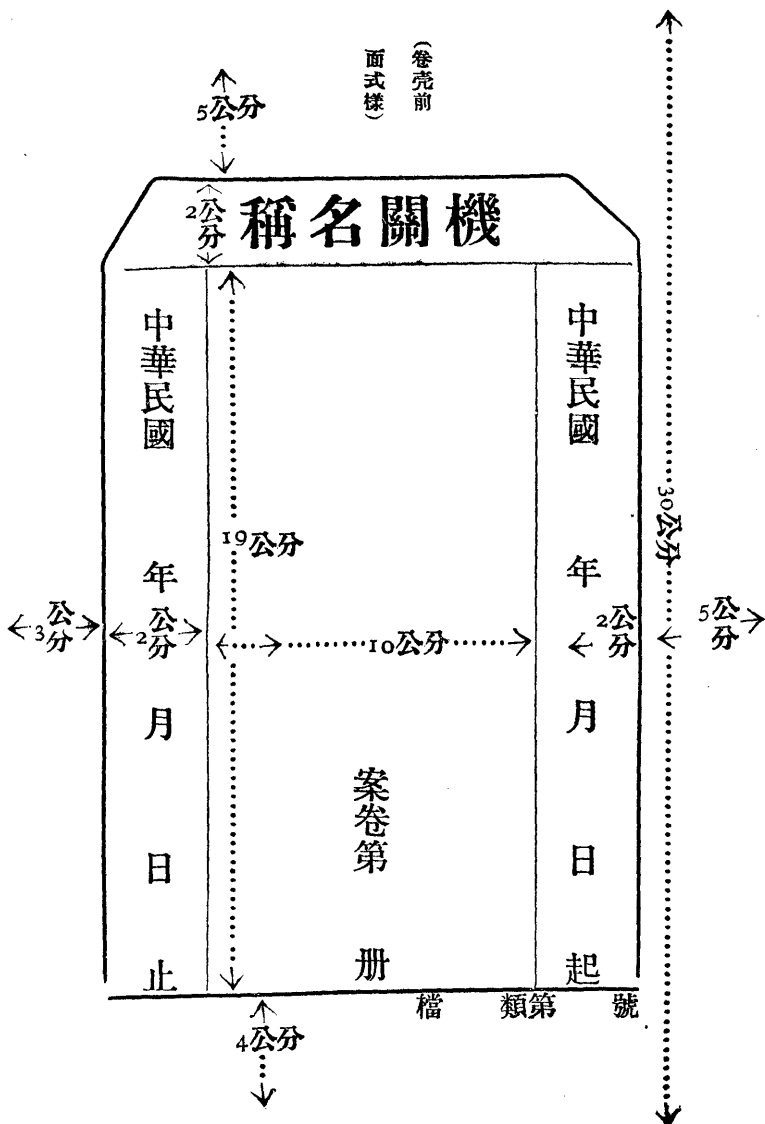 (卷壳前
面式樣)
5公分
2公分
稱名關機
中華民國 年 月 日起
19公分
10公分
案卷第 册
中華民國 年 月 日止
3公分
2公分
2公分
5公分
30公分
檔 類第 號
4公分